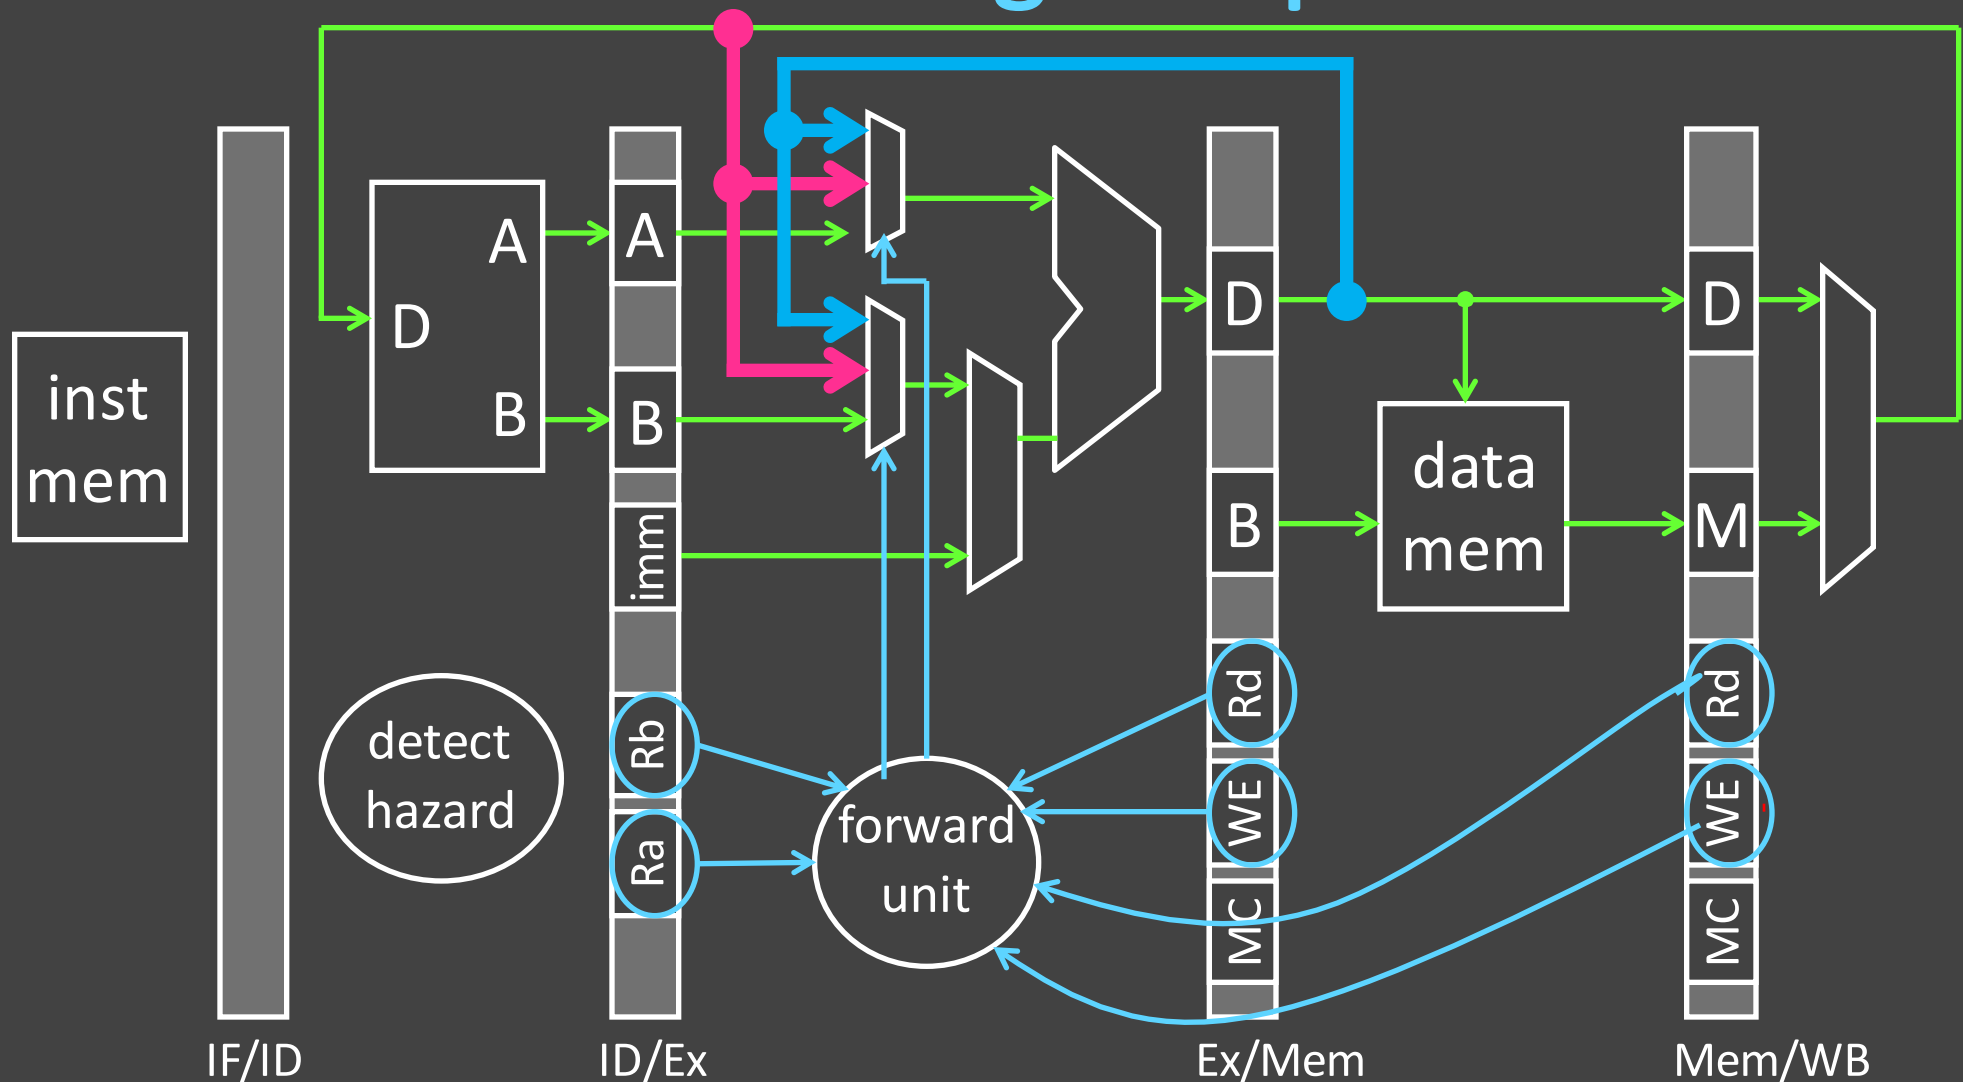 A
D
B
inst
mem
A
B
imm
Rb
Ra
detect
hazard
forward
unit
D
B
Rd
WE
MC
data
mem
D
M
Rd
WE
MC
IF/ID
ID/Ex
Ex/Mem
Mem/WB